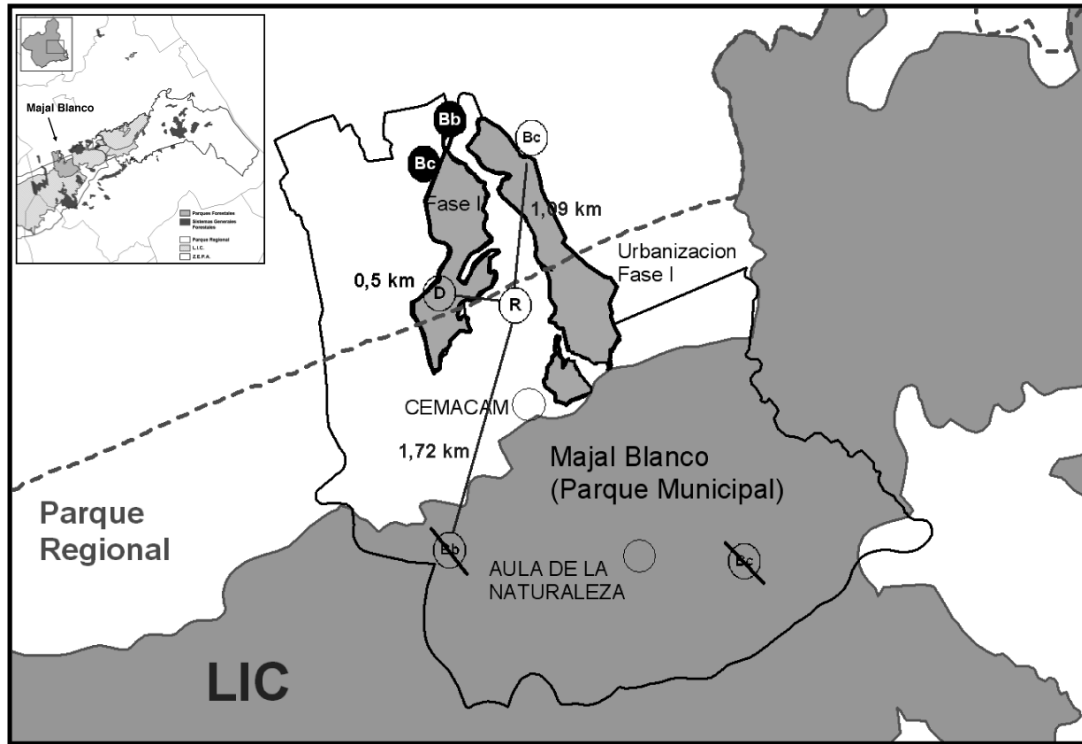 Majal Blanco
Parques Forestales
Sistemas Generales
Forestales
Parque Regional
L.I.C.
Z.E.P.A.
Bb
Bc
Bc
Fase I
1,09 km
Urbanizacion
Fase I
0,5 km
D
R
CEMACAM
1,72 km
Majal Blanco
(Parque Municipal)
Parque
Regional
Bb
Bc
AULA DE LA
NATURALEZA
LIC